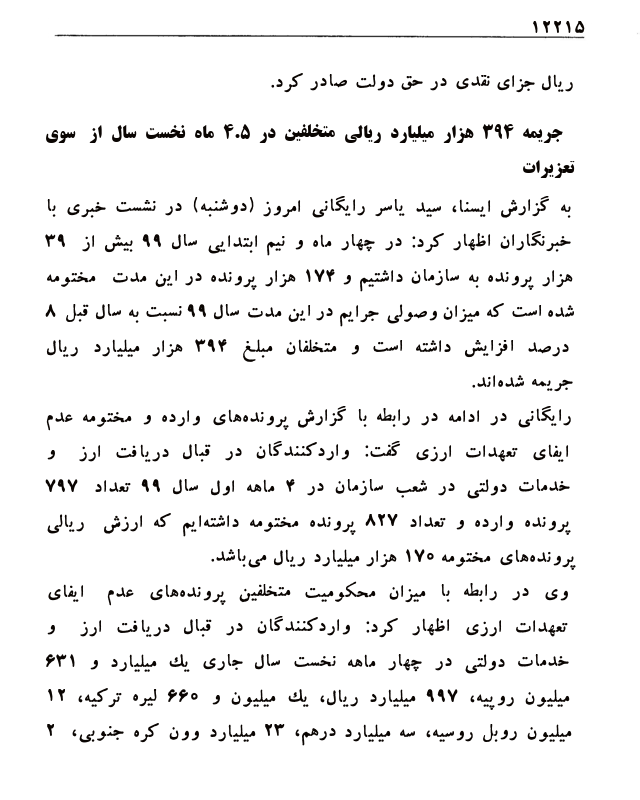 ۱۲۲۱۵
ریال جزای نقدی در حق دولت صادر کرد.
جریمه ۳۹۴ هزار میلیارد ریالی متخلفین در ۴.۵ ماه نخست سال از سوی
تعزیرات
به گزارش ایسنا، سید یاسر رایگانی امروز (دوشنبه) در نشست خبری با
خبرنگاران اظهار کرد: در چهار ماه و نیم ابتدایی سال ۹۹ بیش از ۳۹
هزار پرونده به سازمان داشتیم و ۱۷۴ هزار پرونده در این مدت مختومه
شده است که میزان وصولی جرایم در این مدت سال ۹۹ نسبت به سال قبل ۸
درصد افزایش داشته است و متخلفان مبلغ ۳۹۴ هزار میلیارد ریال
جریمه شده‌اند.
رایگانی در ادامه در رابطه با گزارش پرونده‌های وارده و مختومه عدم
ایفای تعهدات ارزی گفت: واردکنندگان در قبال دریافت ارز و
خدمات دولتی در شعب سازمان در ۴ ماهه اول سال ۹۹ تعداد ۷۹۷
پرونده وارده و تعداد ۸۲۷ پرونده مختومه داشته‌ایم که ارزش ریالی
پرونده‌های مختومه ۱۷۰ هزار میلیارد ریال می‌باشد.
وی در رابطه با میزان محکومیت متخلفین پرونده‌های عدم ایفای
تعهدات ارزی اظهار کرد: واردکنندگان در قبال دریافت ارز و
خدمات دولتی در چهار ماهه نخست سال جاری یك میلیارد و ۶۳۱
میلیون روپیه، ۹۹۷ میلیارد ریال، یك میلیون و ۶۶۰ لیره ترکیه، ۱۲
میلیون روبل روسیه، سه میلیارد درهم، ۲۳ میلیارد وون کره جنوبی، ۲